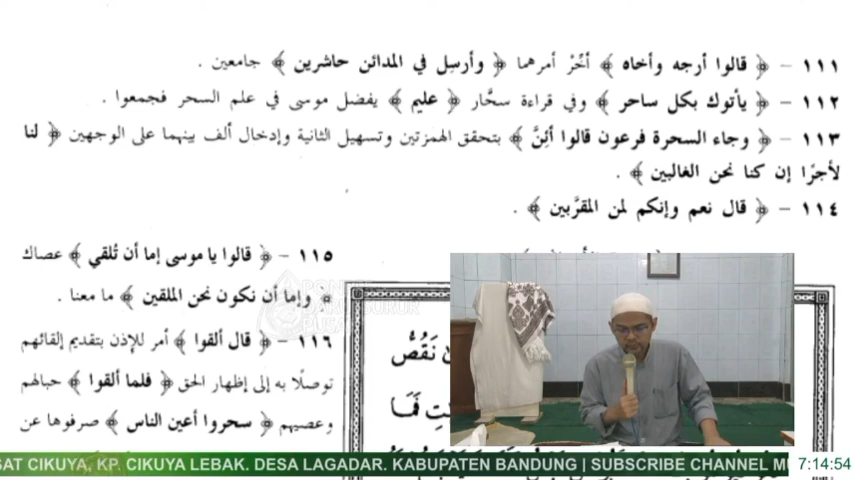 ١١١ – ﴿ قالوا أرجه وأخاه ﴾ أخِّرْ أمرهما ﴿ وأرسِل في المدائن حاشرين ﴾ جامعين .
١١٢ – ﴿ يأتوك بكل ساحر ﴾ وفي قراءة سحَّار ﴿ عليم ﴾ يفضل موسى في علم السحر فجمعوا .
١١٣ – ﴿ وجاء السحرة فرعون قالوا أئِنَّ ﴾ بتحقق الهمزتين وتسهيل الثانية وإدخال ألف بينهما على الوجهين ﴿ لنا
لأجرًا إن كنا نحن الغالبين ﴾ .
١١٤ – ﴿ قال نعم وإنكم لمن المقرَّبين ﴾ .
١١٥ – ﴿ قالوا يا موسى إما أن تُلقي ﴾ عصاك
﴿ وإما أن نكون نحن الملقين ﴾ ما معنا .
١١٦ – ﴿ قال ألقوا ﴾ أمر للإذن بتقديم إلقائهم
توصلًا به إلى إظهار الحق ﴿ فلما ألقوا ﴾ حبالهم
وعصيهم ﴿ سحروا أعين الناس ﴾ صرفوها عن
نَقُصُّ
فَمَا
SAT CIKUYA, KP. CIKUYA LEBAK. DESA LAGADAR. KABUPATEN BANDUNG | SUBSCRIBE CHANNEL
7:14:54